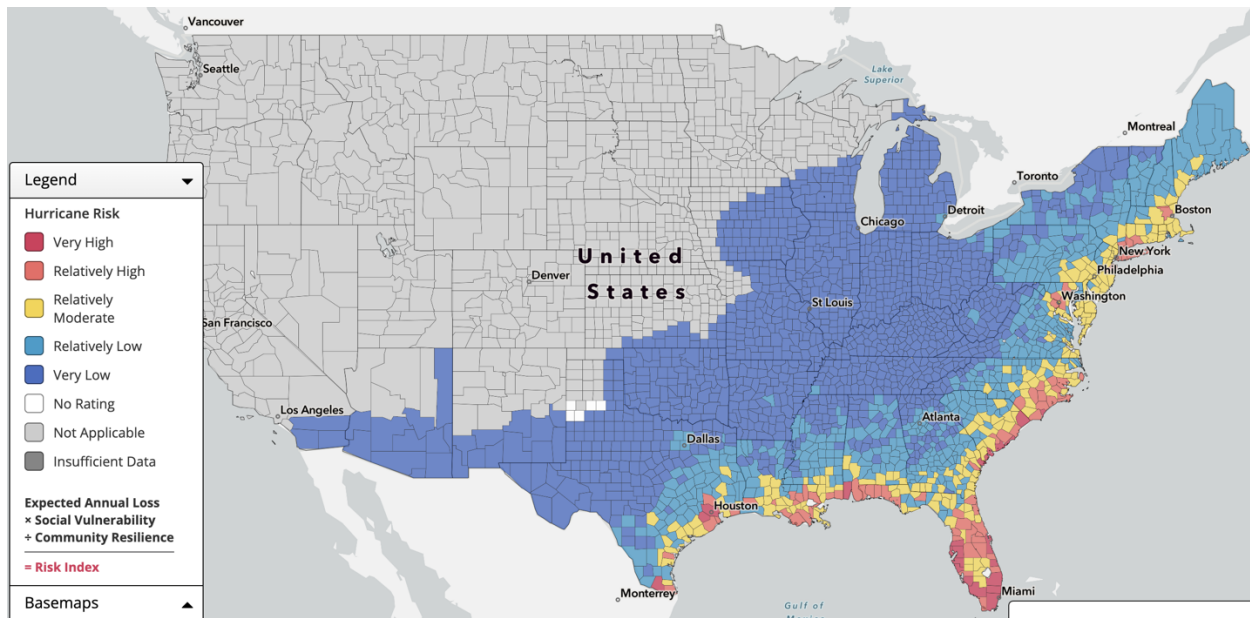 Vancouver
Seattle
Lake
Superior
Montreal
Legend
Toronto
Hurricane Risk
Boston
Detroit
Very High
Chicago
New York
Relatively High
United
States
Denver
Philadelphia
Relatively
Moderate
St Louis
Washington
San Francisco
Relatively Low
Very Low
No Rating
Los Angeles
Atlanta
Not Applicable
Dallas
Insufficient Data
Expected Annual Loss
× Social Vulnerability
÷ Community Resilience
Houston
= Risk Index
Miami
Monterrey
Basemaps
Gulf of